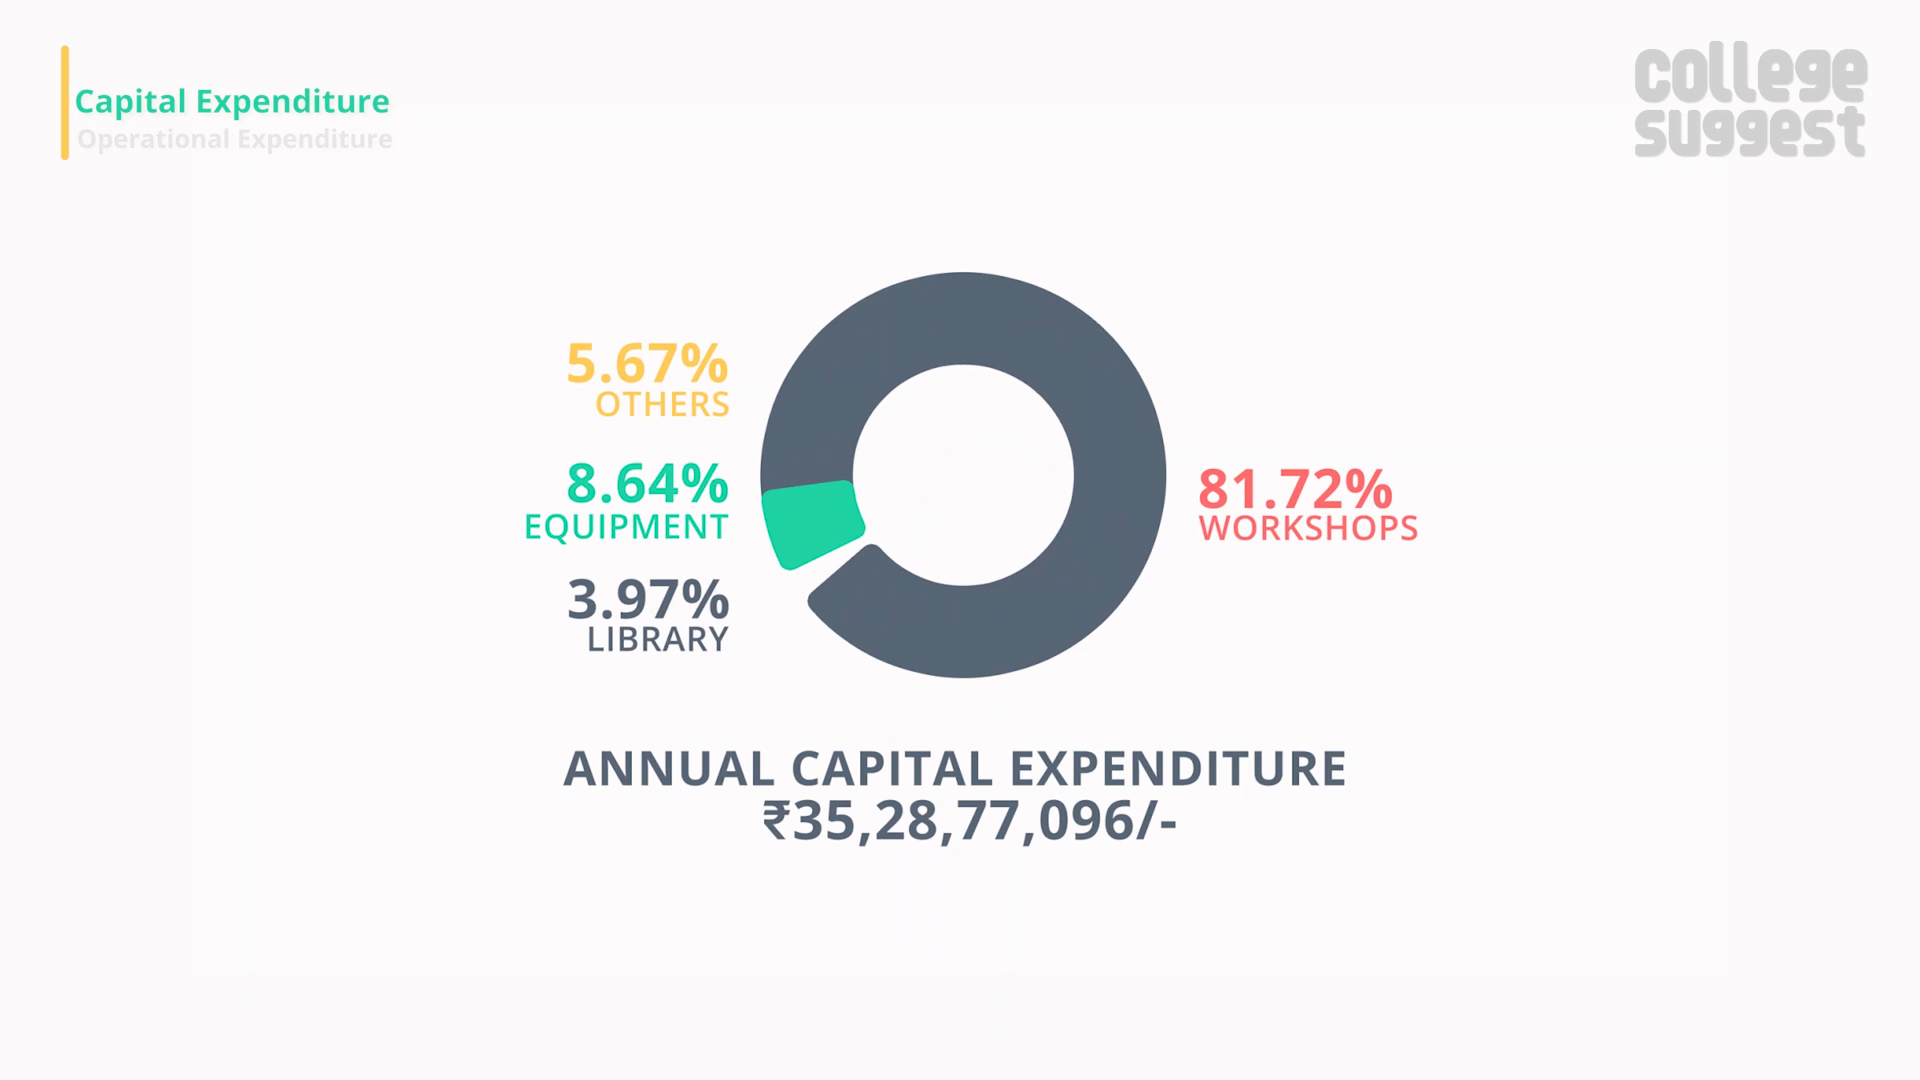 Capital Expenditure
Operational Expenditure
college
suggest
5.67%
OTHERS
8.64%
EQUIPMENT
3.97%
LIBRARY
81.72%
WORKSHOPS
ANNUAL CAPITAL EXPENDITURE
₹35,28,77,096/-